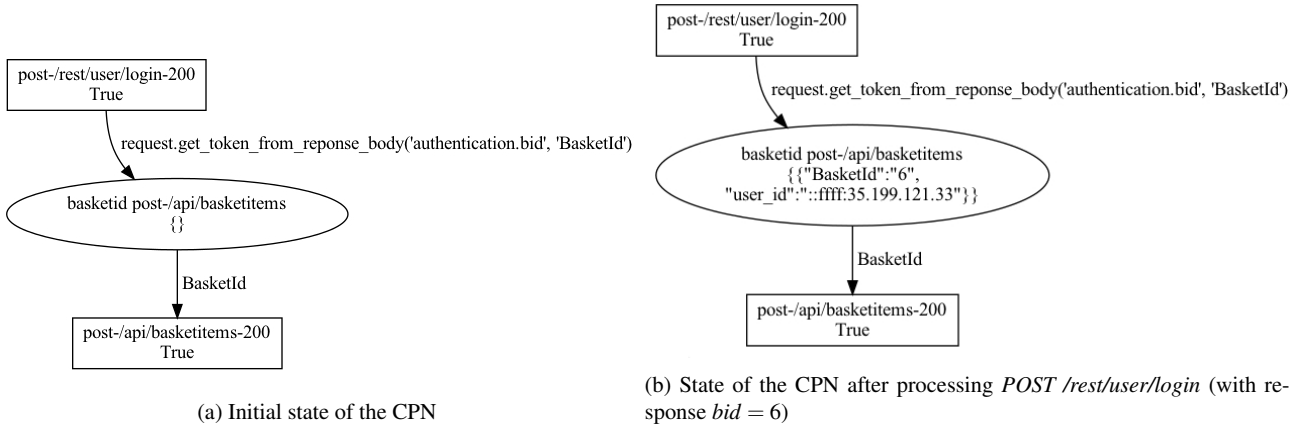 post-/rest/user/login-200
True
request.get_token_from_reponse_body('authentication.bid', 'BasketId')
basketid post-/api/basketitems
{}
BasketId
post-/api/basketitems-200
True
(a) Initial state of the CPN
post-/rest/user/login-200
True
request.get_token_from_reponse_body('authentication.bid', 'BasketId')
basketid post-/api/basketitems
{{"BasketId":"6",
"user_id":"::ffff:35.199.121.33"}}
BasketId
post-/api/basketitems-200
True
(b) State of the CPN after processing POST /rest/user/login (with re-
sponse bid = 6)